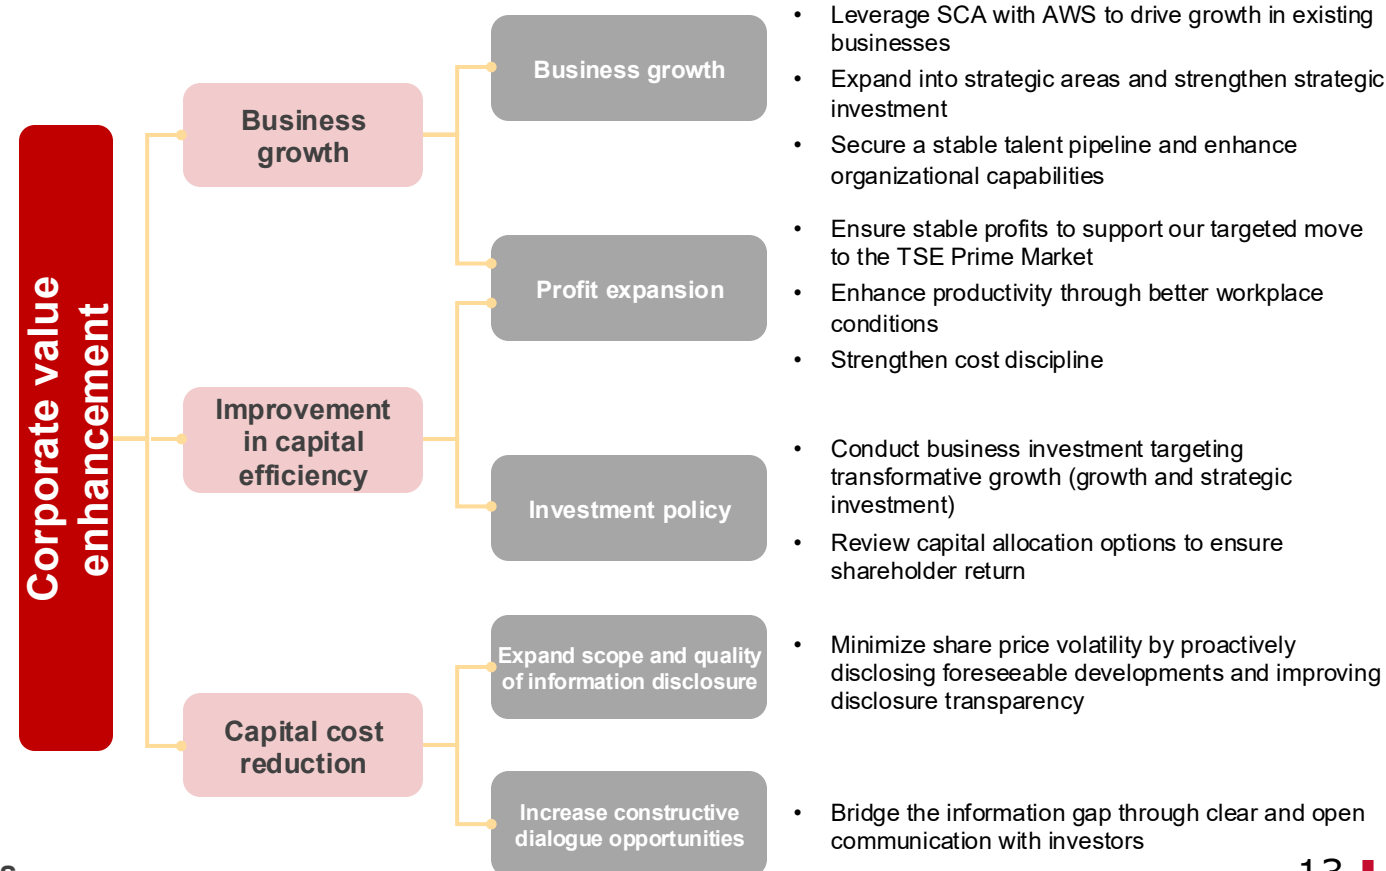 Corporate value
enhancement
Business
growth
Improvement
in capital
efficiency
Capital cost
reduction
Business growth
• Leverage SCA with AWS to drive growth in existing
businesses
• Expand into strategic areas and strengthen strategic
investment
• Secure a stable talent pipeline and enhance
organizational capabilities
Profit expansion
• Ensure stable profits to support our targeted move
to the TSE Prime Market
• Enhance productivity through better workplace
conditions
• Strengthen cost discipline
Investment policy
• Conduct business investment targeting
transformative growth (growth and strategic
investment)
• Review capital allocation options to ensure
shareholder return
Expand scope and quality
of information disclosure
• Minimize share price volatility by proactively
disclosing foreseeable developments and improving
disclosure transparency
Increase constructive
dialogue opportunities
• Bridge the information gap through clear and open
communication with investors
13